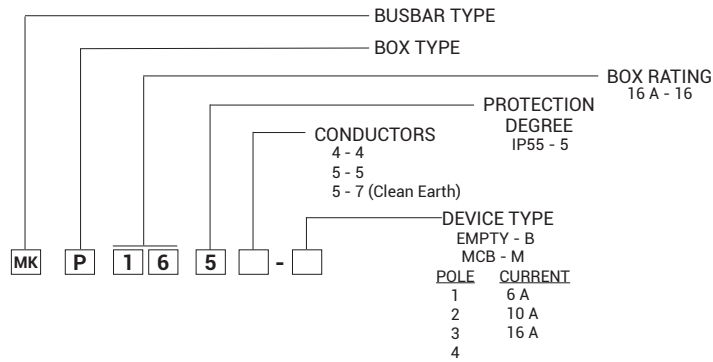 BUSBAR TYPE
BOX TYPE
BOX RATING
16 A - 16
PROTECTION
DEGREE
IP55 - 5
CONDUCTORS
4 - 4
5 - 5
5 - 7 (Clean Earth)
DEVICE TYPE
EMPTY - B
MCB - M
POLE CURRENT
1 6 A
2 10 A
3 16 A
4
MK P 1 6 5 -